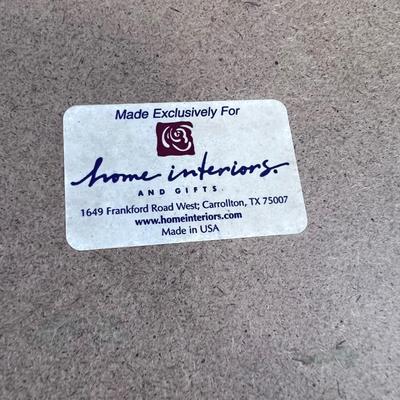 Made Exclusively For
home interiors.
AND GIFTS.
1649 Frankford Road West; Carrollton, TX 75007
www.homeinteriors.com
Made in USA